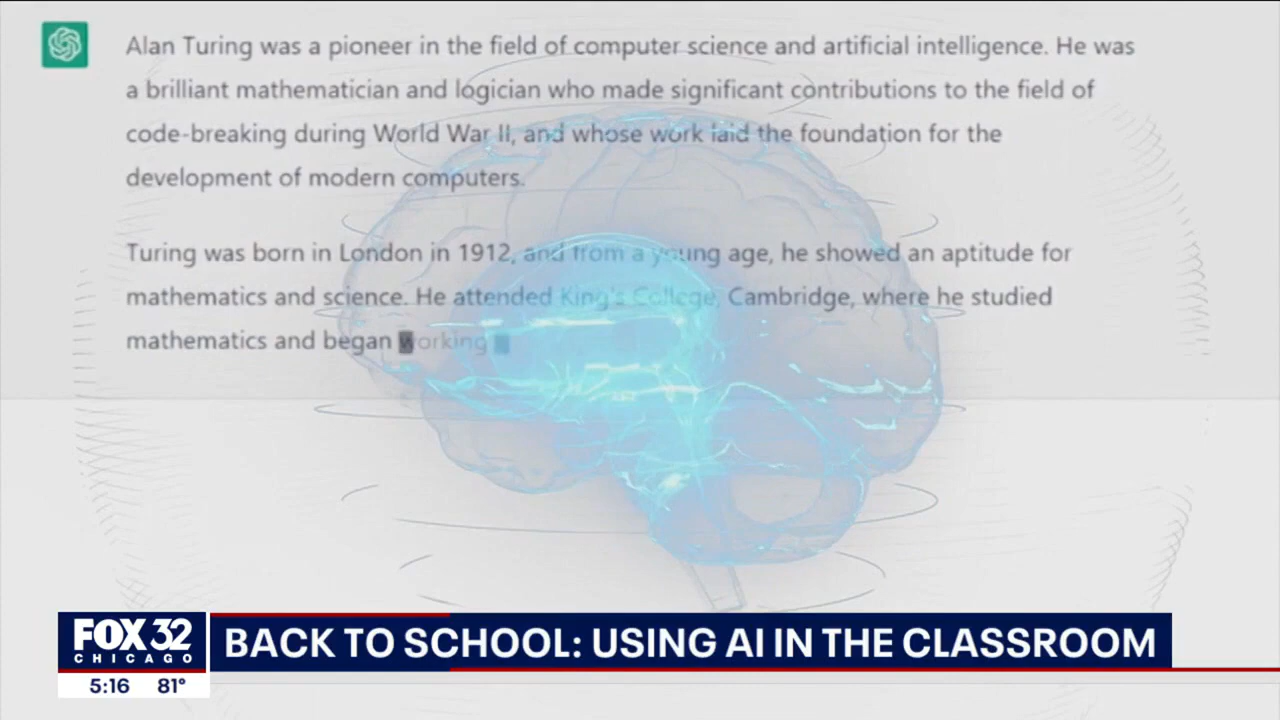 Alan Turing was a pioneer in the field of computer science and artificial intelligence. He was
a brilliant mathematician and logician who made significant contributions to the field of
code-breaking during World War II, and whose work laid the foundation for the
development of modern computers.
Turing was born in London in 1912, and from a young age, he showed an aptitude for
mathematics and science. He attended King's College, Cambridge, where he studied
mathematics and began working
FOX 32
CHICAGO
BACK TO SCHOOL: USING AI IN THE CLASSROOM
5:16 81°